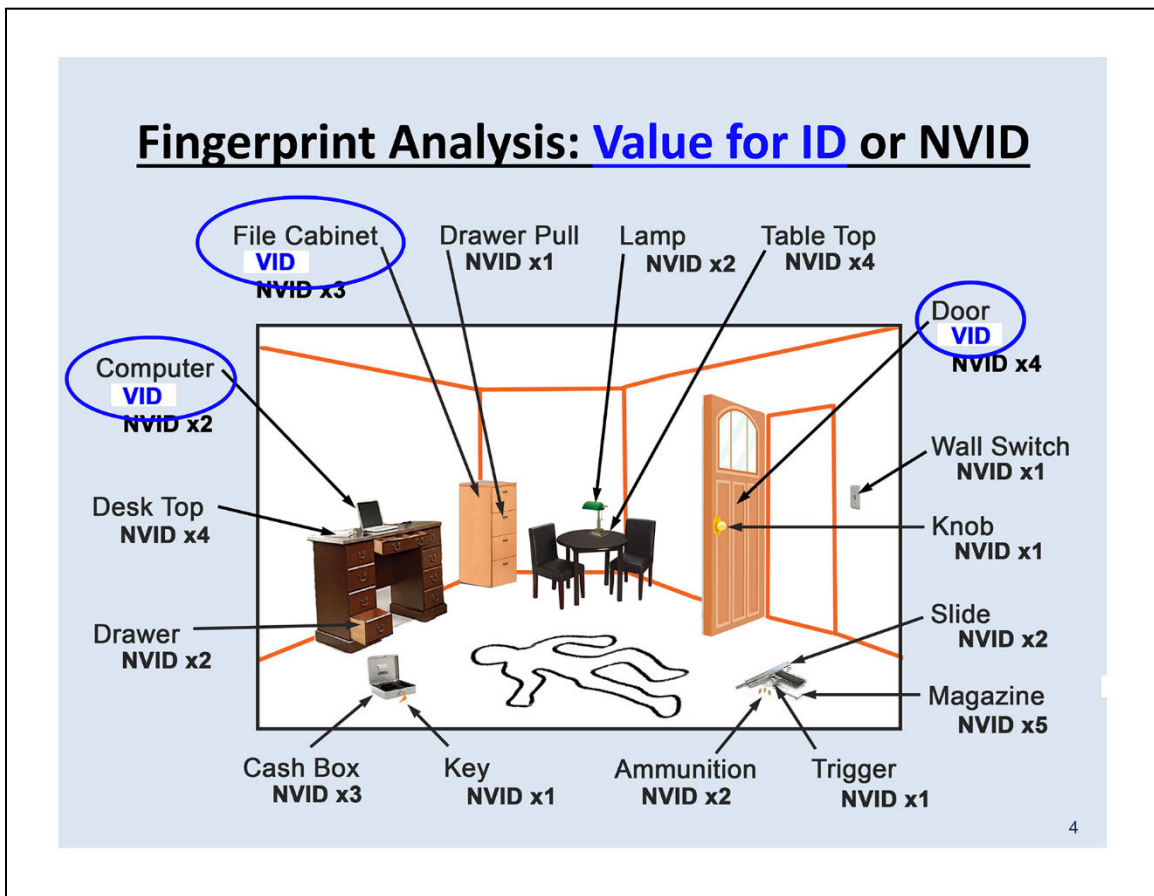 Fingerprint Analysis: Value for ID or NVID
File Cabinet
VID
NVID x3
Drawer Pull
NVID x1
Lamp
NVID x2
Table Top
NVID x4
Door
VID
NVID x4
Computer
VID
NVID x2
Wall Switch
NVID x1
Desk Top
NVID x4
Knob
NVID x1
Drawer
NVID x2
Slide
NVID x2
Magazine
NVID x5
Cash Box
NVID x3
Key
NVID x1
Ammunition
NVID x2
Trigger
NVID x1
4